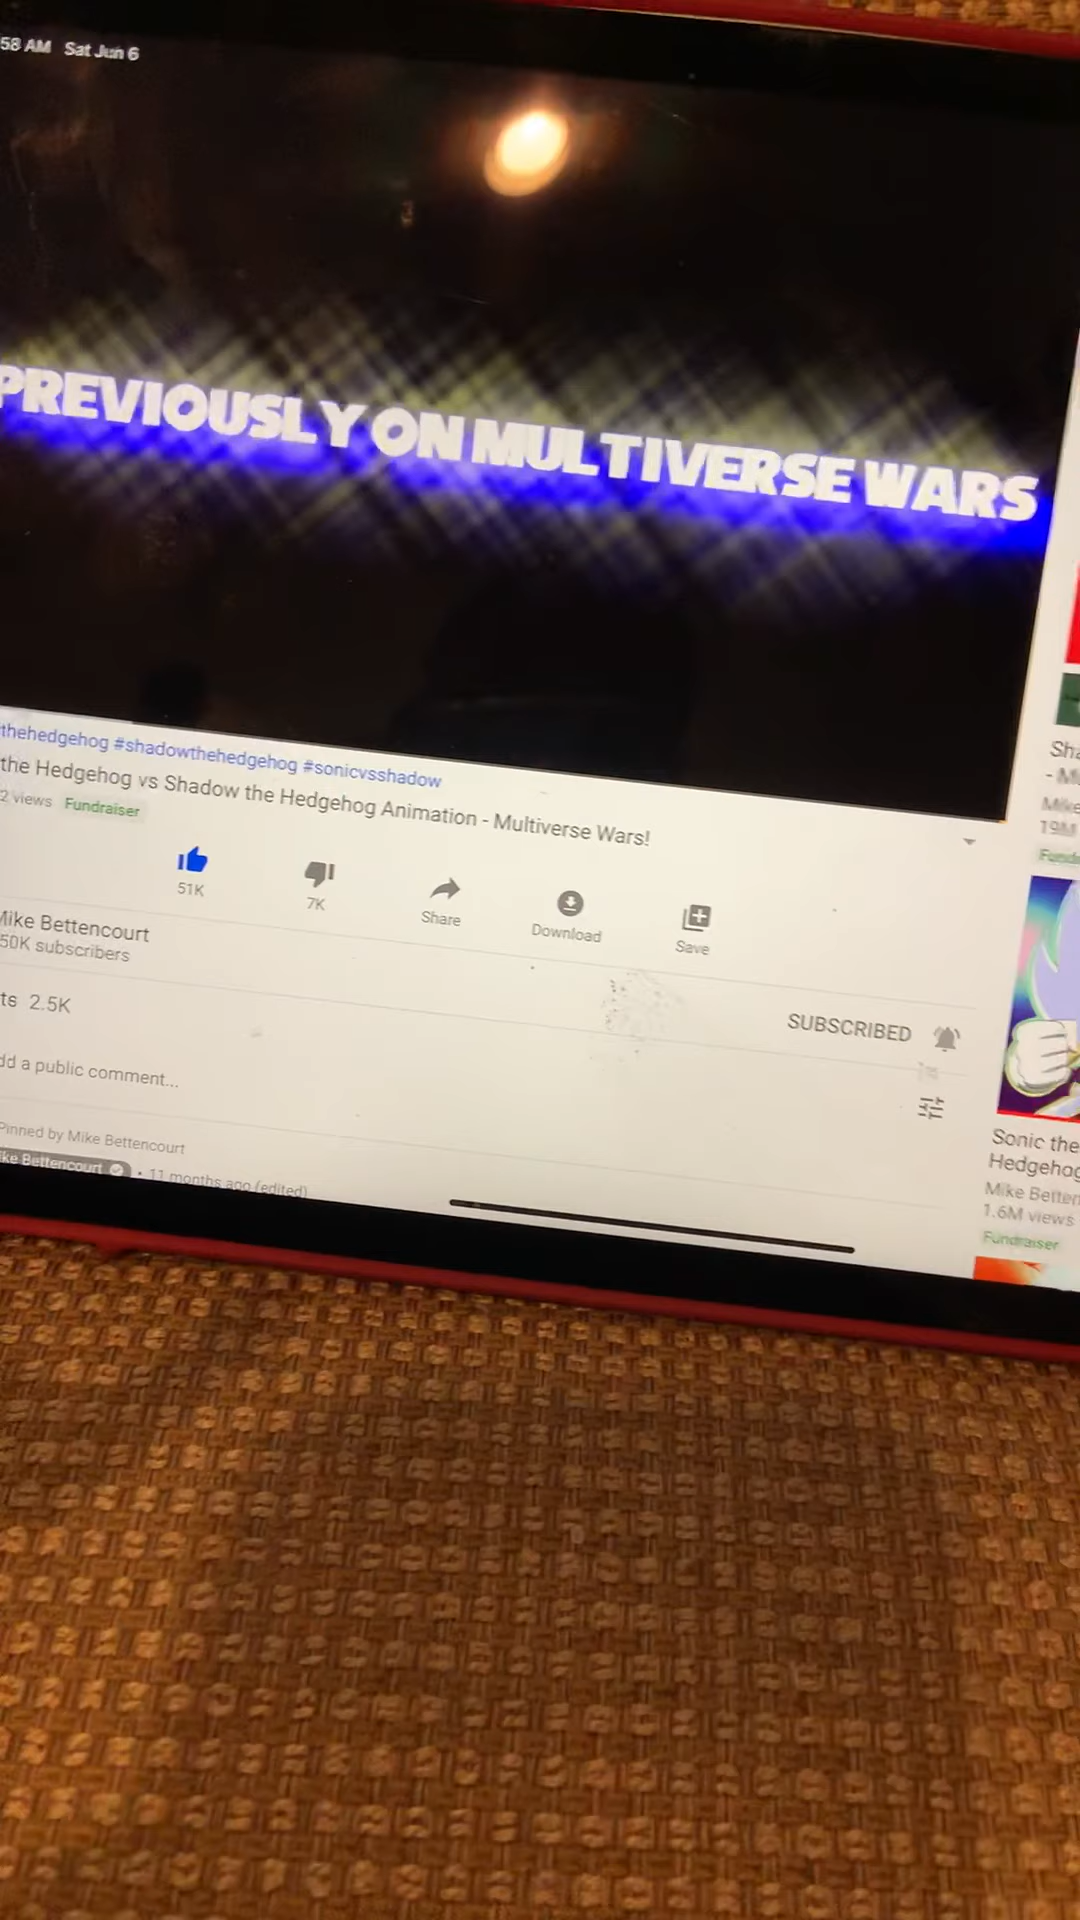 58 AM Sat Jun 6
PREVIOUSLY ON MULTIVERSE WARS
thehedgehog #shadowthehedgehog #sonicvsshadow
the Hedgehog vs Shadow the Hedgehog Animation - Multiverse Wars!
2 views Fundraiser
51K
7K
Share
Download
Save
Mike Bettencourt
50K subscribers
SUBSCRIBED
ts 2.5K
dd a public comment...
Pinned by Mike Bettencourt
ke Bettencourt • 11 months ago (edited)
Sha
- M
Mike
19M
Fund
Sonic the
Hedgehog
Mike Betten
1.6M views
Fundraiser